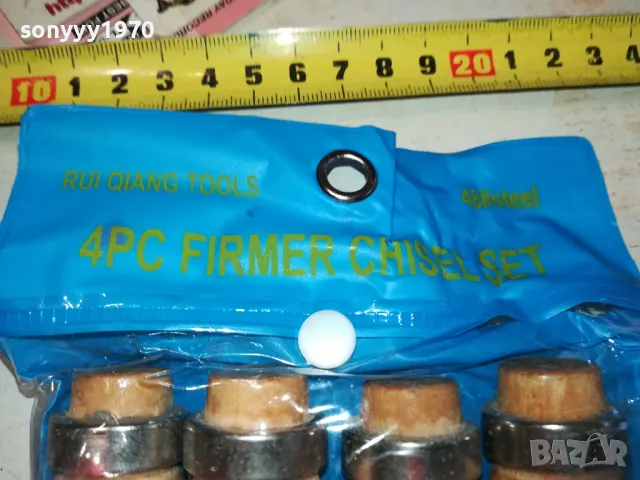 sonyyy1970
10 1 2 3 4 5 6 7 8 9 20 1 2 3 4
RUI QIANG TOOLS
48#steel
4PC FIRMER CHISEL SET
BAZAR